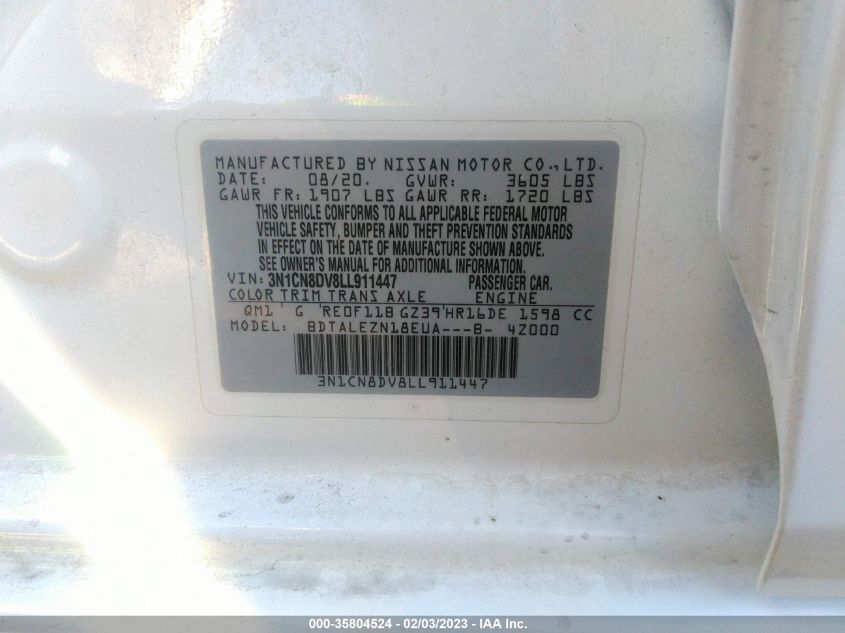 MANUFACTURED BY NISSAN MOTOR CO.,LTD.
DATE: 08/20. GVWR: 3605 LBS
GAWR FR: 1907 LBS GAWR RR: 1720 LBS
THIS VEHICLE CONFORMS TO ALL APPLICABLE FEDERAL MOTOR
VEHICLE SAFETY, BUMPER AND THEFT PREVENTION STANDARDS
IN EFFECT ON THE DATE OF MANUFACTURE SHOWN ABOVE.
SEE OWNER'S MANUAL FOR ADDITIONAL INFORMATION.
VIN: 3N1CN8DV8LL911447 PASSENGER CAR.
COLOR TRIM TRANS AXLE ENGINE
QM1' G 'RE0F11B GZ39'HR16DE 1598 CC
MODEL: BDTALEZN18EUA---B- 4Z000
3N1CN8DV8LL911447
000-35804524 - 02/03/2023 - IAA Inc.